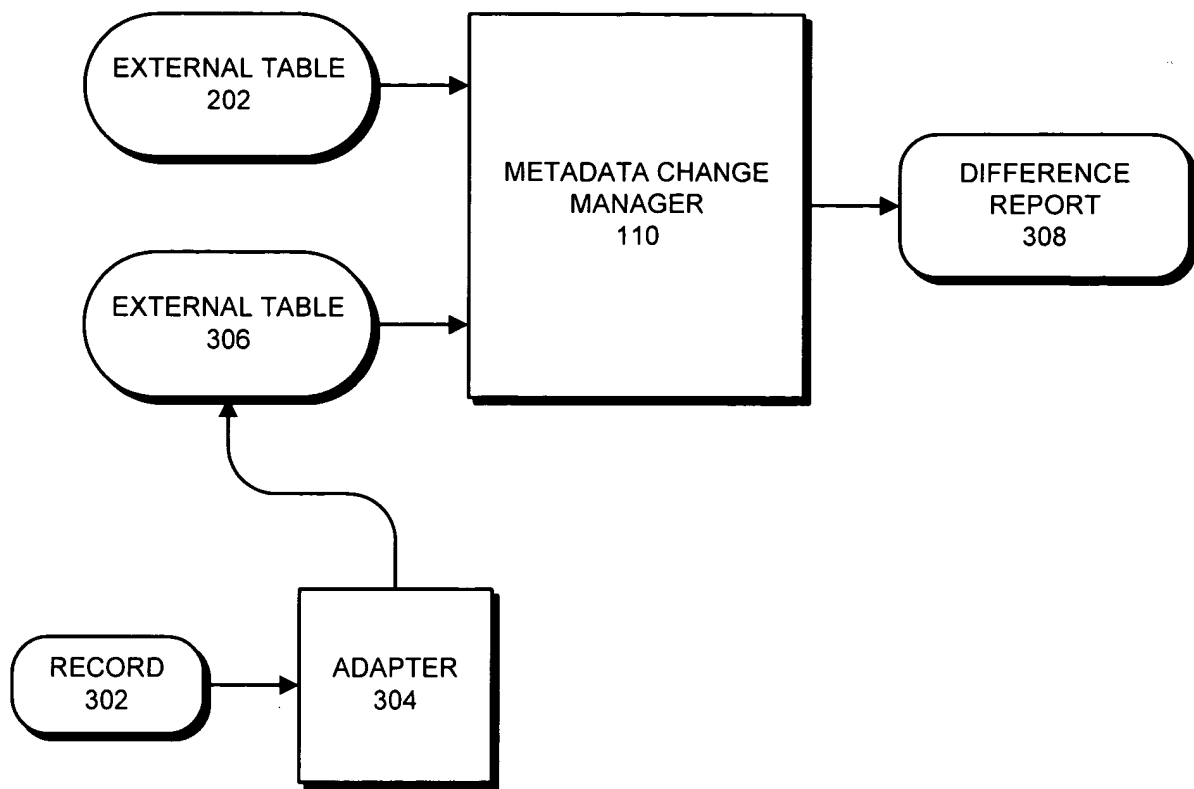 EXTERNAL TABLE
202
METADATA CHANGE
MANAGER
110
DIFFERENCE
REPORT
308
EXTERNAL TABLE
306
RECORD
302
ADAPTER
304